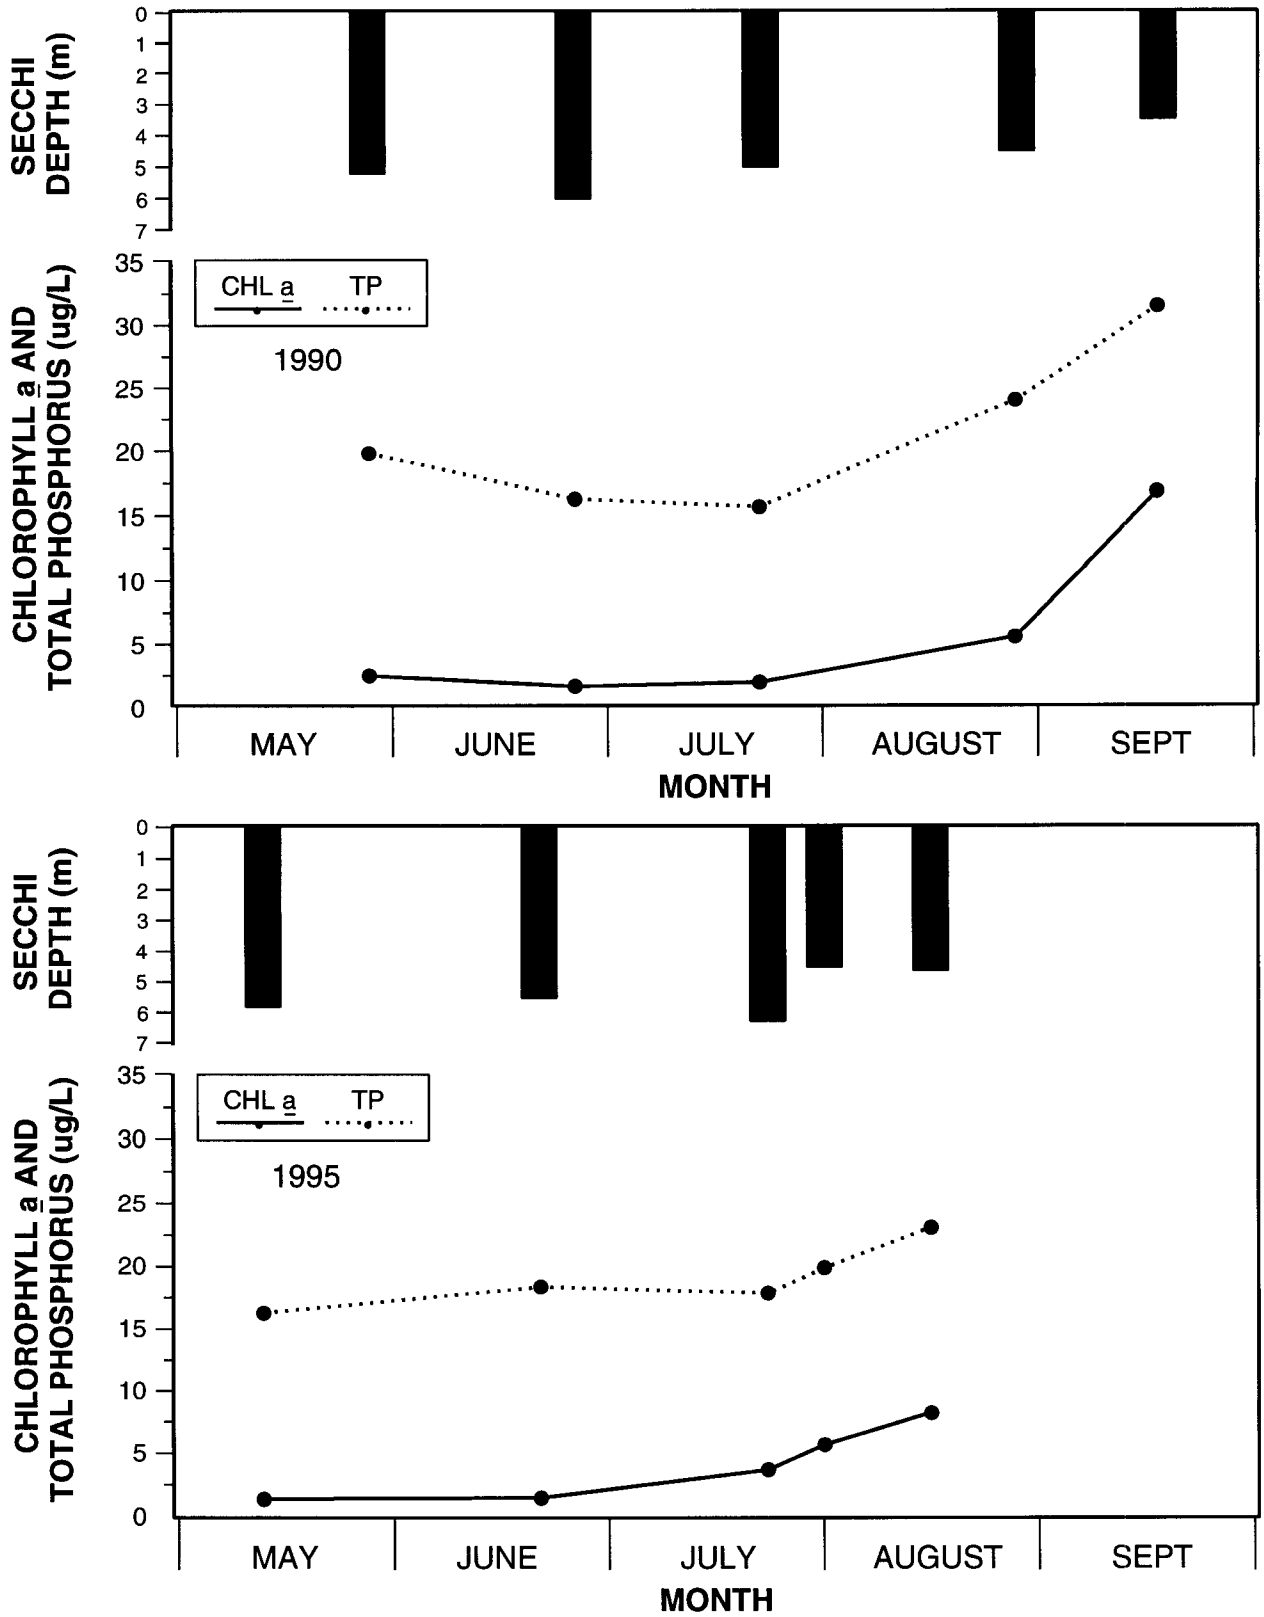 SECCHI
DEPTH (m)
0
1
2
3
4
5
6
7
CHLOROPHYLL a AND
TOTAL PHOSPHORUS (ug/L)
35
30
25
20
15
10
5
0
CHL a TP
1990
MAY JUNE JULY AUGUST SEPT
MONTH
SECCHI
DEPTH (m)
0
1
2
3
4
5
6
7
CHLOROPHYLL a AND
TOTAL PHOSPHORUS (ug/L)
35
30
25
20
15
10
5
0
CHL a TP
1995
MAY JUNE JULY AUGUST SEPT
MONTH